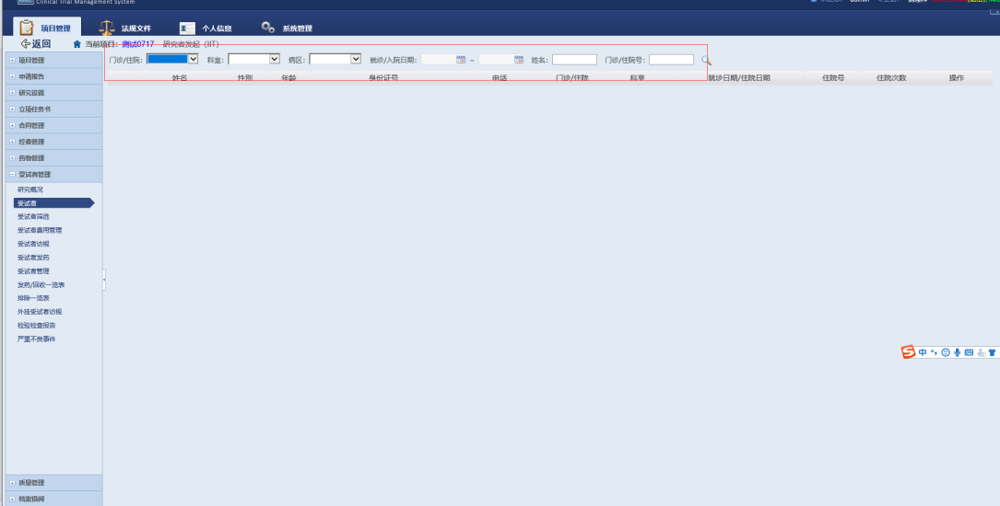 Clinical Trial Management System
admin
项目管理 法规文件 个人信息 系统管理
返回 当前项目: 测试0717 研究者发起 (IIT)
项目管理
申请报告
研究设置
立项任务书
合同管理
经费管理
药物管理
受试者管理
研究概况
受试者
受试者筛选
受试者费用管理
受试者访视
受试者发药
受试者管理
发药/回收一览表
排除一览表
外挂受试者访视
检验检查报告
严重不良事件
质量管理
档案借阅
门诊/住院: 科室: 病区: 就诊/入院日期: ~ 姓名: 门诊/住院号:
姓名 性别 年龄 身份证号 电话 门诊/住院 科室 就诊日期/住院日期 住院号 住院次数 操作
中